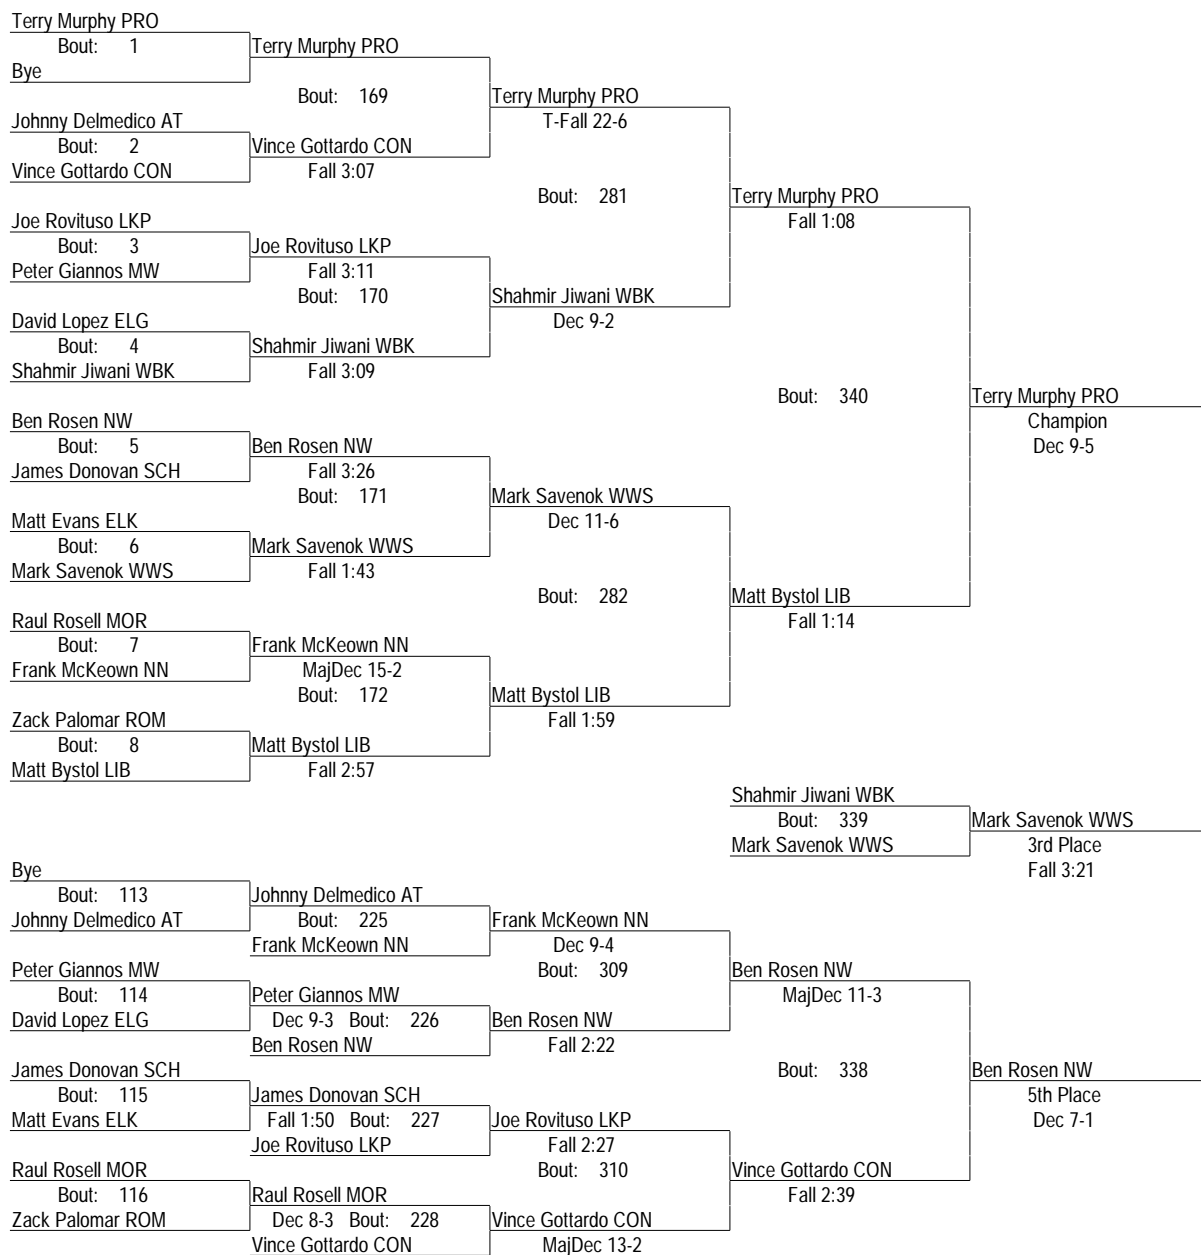 Terry Murphy PRO
Bout: 1
Terry Murphy PRO
Bye
Bout: 169
Terry Murphy PRO
T-Fall 22-6
Johnny Delmedico AT
Bout: 2
Vince Gottardo CON
Vince Gottardo CON
Fall 3:07
Bout: 281
Terry Murphy PRO
Fall 1:08
Joe Rovituso LKP
Bout: 3
Joe Rovituso LKP
Peter Giannos MW
Fall 3:11
Bout: 170
Shahmir Jiwani WBK
Dec 9-2
David Lopez ELG
Bout: 4
Shahmir Jiwani WBK
Shahmir Jiwani WBK
Fall 3:09
Bout: 340
Terry Murphy PRO
Champion
Dec 9-5
Ben Rosen NW
Bout: 5
Ben Rosen NW
James Donovan SCH
Fall 3:26
Bout: 171
Mark Savenok WWS
Dec 11-6
Matt Evans ELK
Bout: 6
Mark Savenok WWS
Mark Savenok WWS
Fall 1:43
Bout: 282
Matt Bystol LIB
Fall 1:14
Raul Rosell MOR
Bout: 7
Frank McKeown NN
Frank McKeown NN
MajDec 15-2
Bout: 172
Matt Bystol LIB
Fall 1:59
Zack Palomar ROM
Bout: 8
Matt Bystol LIB
Matt Bystol LIB
Fall 2:57
Shahmir Jiwani WBK
Bout: 339
Mark Savenok WWS
Mark Savenok WWS
3rd Place
Fall 3:21
Bye
Bout: 113
Johnny Delmedico AT
Johnny Delmedico AT
Bout: 225
Frank McKeown NN
Frank McKeown NN
Dec 9-4
Bout: 309
Ben Rosen NW
MajDec 11-3
Peter Giannos MW
Bout: 114
Peter Giannos MW
David Lopez ELG
Dec 9-3 Bout: 226
Ben Rosen NW
Ben Rosen NW
Fall 2:22
Bout: 338
Ben Rosen NW
5th Place
Dec 7-1
James Donovan SCH
Bout: 115
James Donovan SCH
Matt Evans ELK
Fall 1:50 Bout: 227
Joe Rovituso LKP
Joe Rovituso LKP
Fall 2:27
Bout: 310
Vince Gottardo CON
Fall 2:39
Raul Rosell MOR
Bout: 116
Raul Rosell MOR
Zack Palomar ROM
Dec 8-3 Bout: 228
Vince Gottardo CON
Vince Gottardo CON
MajDec 13-2